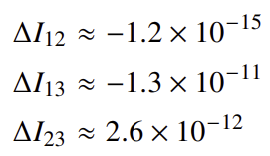 ΔI₁₂ ≈ −1.2 × 10⁻¹⁵
ΔI₁₃ ≈ −1.3 × 10⁻¹¹
ΔI₂₃ ≈ 2.6 × 10⁻¹²